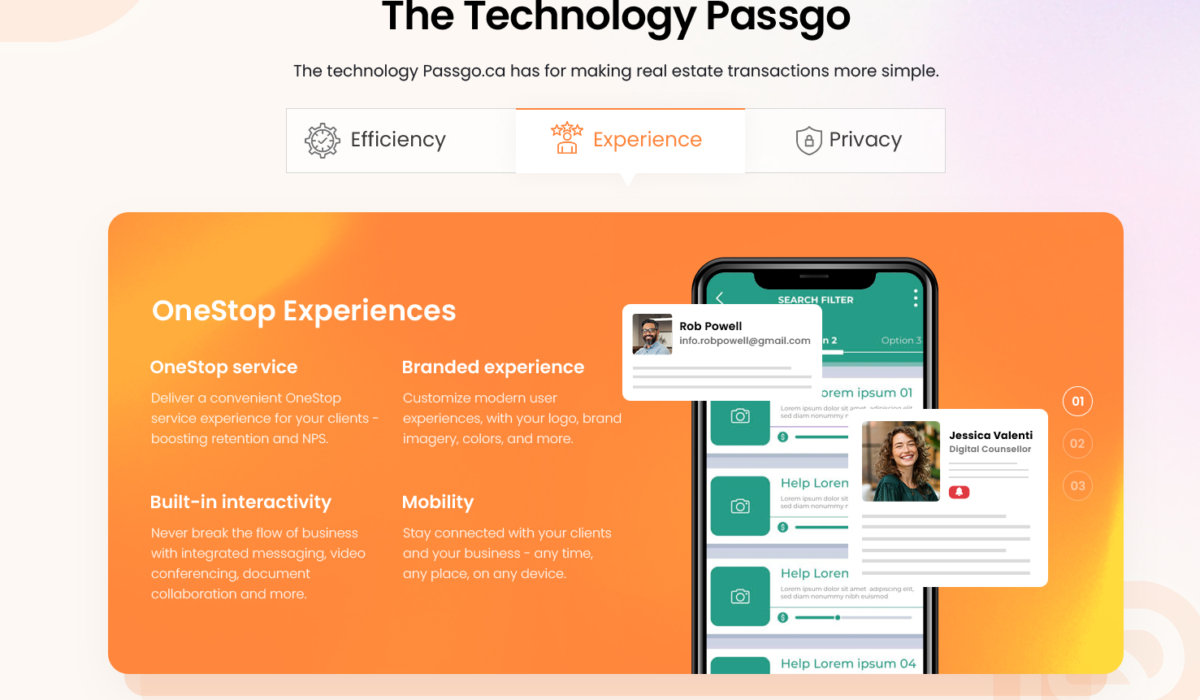 The Technology Passgo
The technology Passgo.ca has for making real estate transactions more simple.
Efficiency
Experience
Privacy
OneStop Experiences
OneStop service
Deliver a convenient OneStop
service experience for your clients -
boosting retention and NPS.
Branded experience
Customize modern user
experiences, with your logo, brand
imagery, colors, and more.
Built-in interactivity
Never break the flow of business
with integrated messaging, video
conferencing, document
collaboration and more.
Mobility
Stay connected with your clients
and your business - any time,
any place, on any device.
SEARCH FILTER
Rob Powell
info.robpowell@gmail.com
n 2
Option 3
orem ipsum 01
Lorem ipsum dolor sit amet, adipiscing elit,
sed diam nonummy
Jessica Valenti
Digital Counsellor
Help Loren
Lorem ipsum dolor sit
sed diam nonummy
Help Loren
Lorem ipsum dolor sit amet adipiscing elit,
sed diam nonummy nibh euismod
Help Lorem ipsum 04
01
02
03